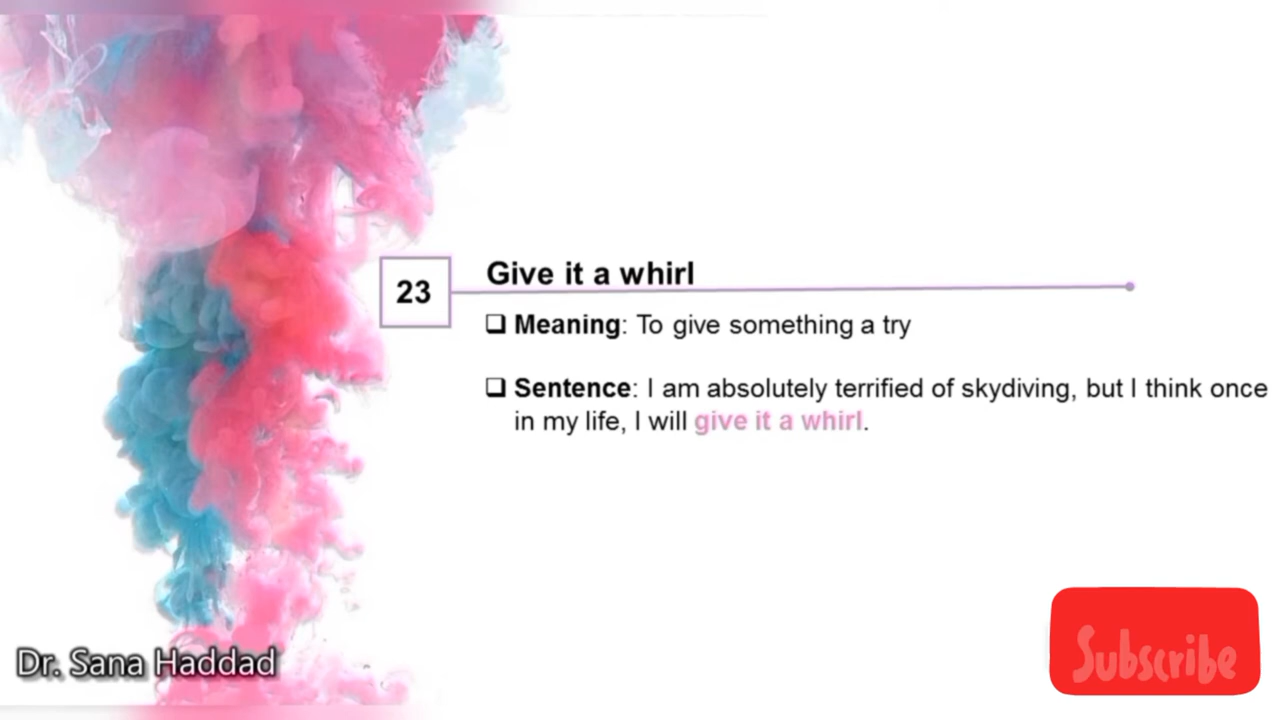 23
Give it a whirl
❑ Meaning: To give something a try
❑ Sentence: I am absolutely terrified of skydiving, but I think once
in my life, I will give it a whirl.
Dr. Sana Haddad
Subscribe